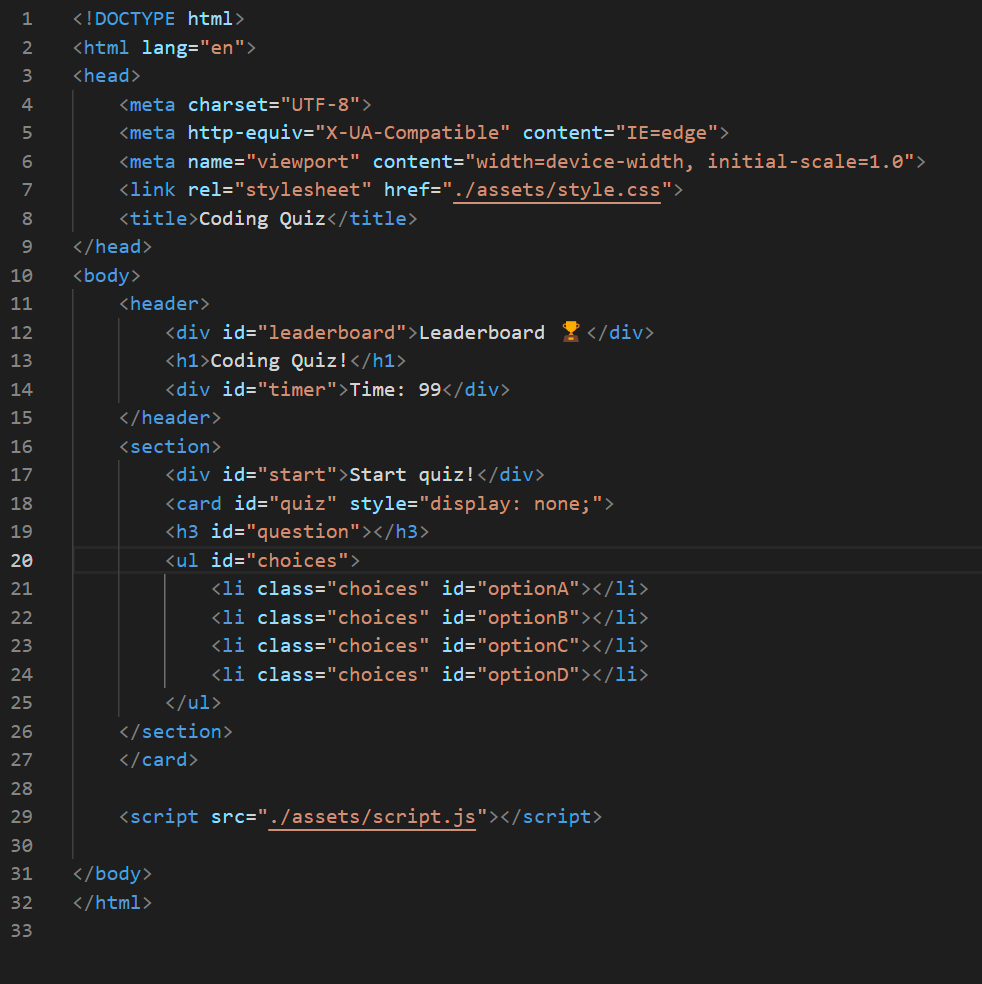 1 <!DOCTYPE html>
2 <html lang="en">
3 <head>
4     <meta charset="UTF-8">
5     <meta http-equiv="X-UA-Compatible" content="IE=edge">
6     <meta name="viewport" content="width=device-width, initial-scale=1.0">
7     <link rel="stylesheet" href="./assets/style.css">
8     <title>Coding Quiz</title>
9 </head>
10 <body>
11     <header>
12         <div id="leaderboard">Leaderboard 🏆</div>
13         <h1>Coding Quiz!</h1>
14         <div id="timer">Time: 99</div>
15     </header>
16     <section>
17         <div id="start">Start quiz!</div>
18         <card id="quiz" style="display: none;">
19         <h3 id="question"></h3>
20         <ul id="choices">
21             <li class="choices" id="optionA"></li>
22             <li class="choices" id="optionB"></li>
23             <li class="choices" id="optionC"></li>
24             <li class="choices" id="optionD"></li>
25         </ul>
26     </section>
27     </card>
28
29     <script src="./assets/script.js"></script>
30
31 </body>
32 </html>
33